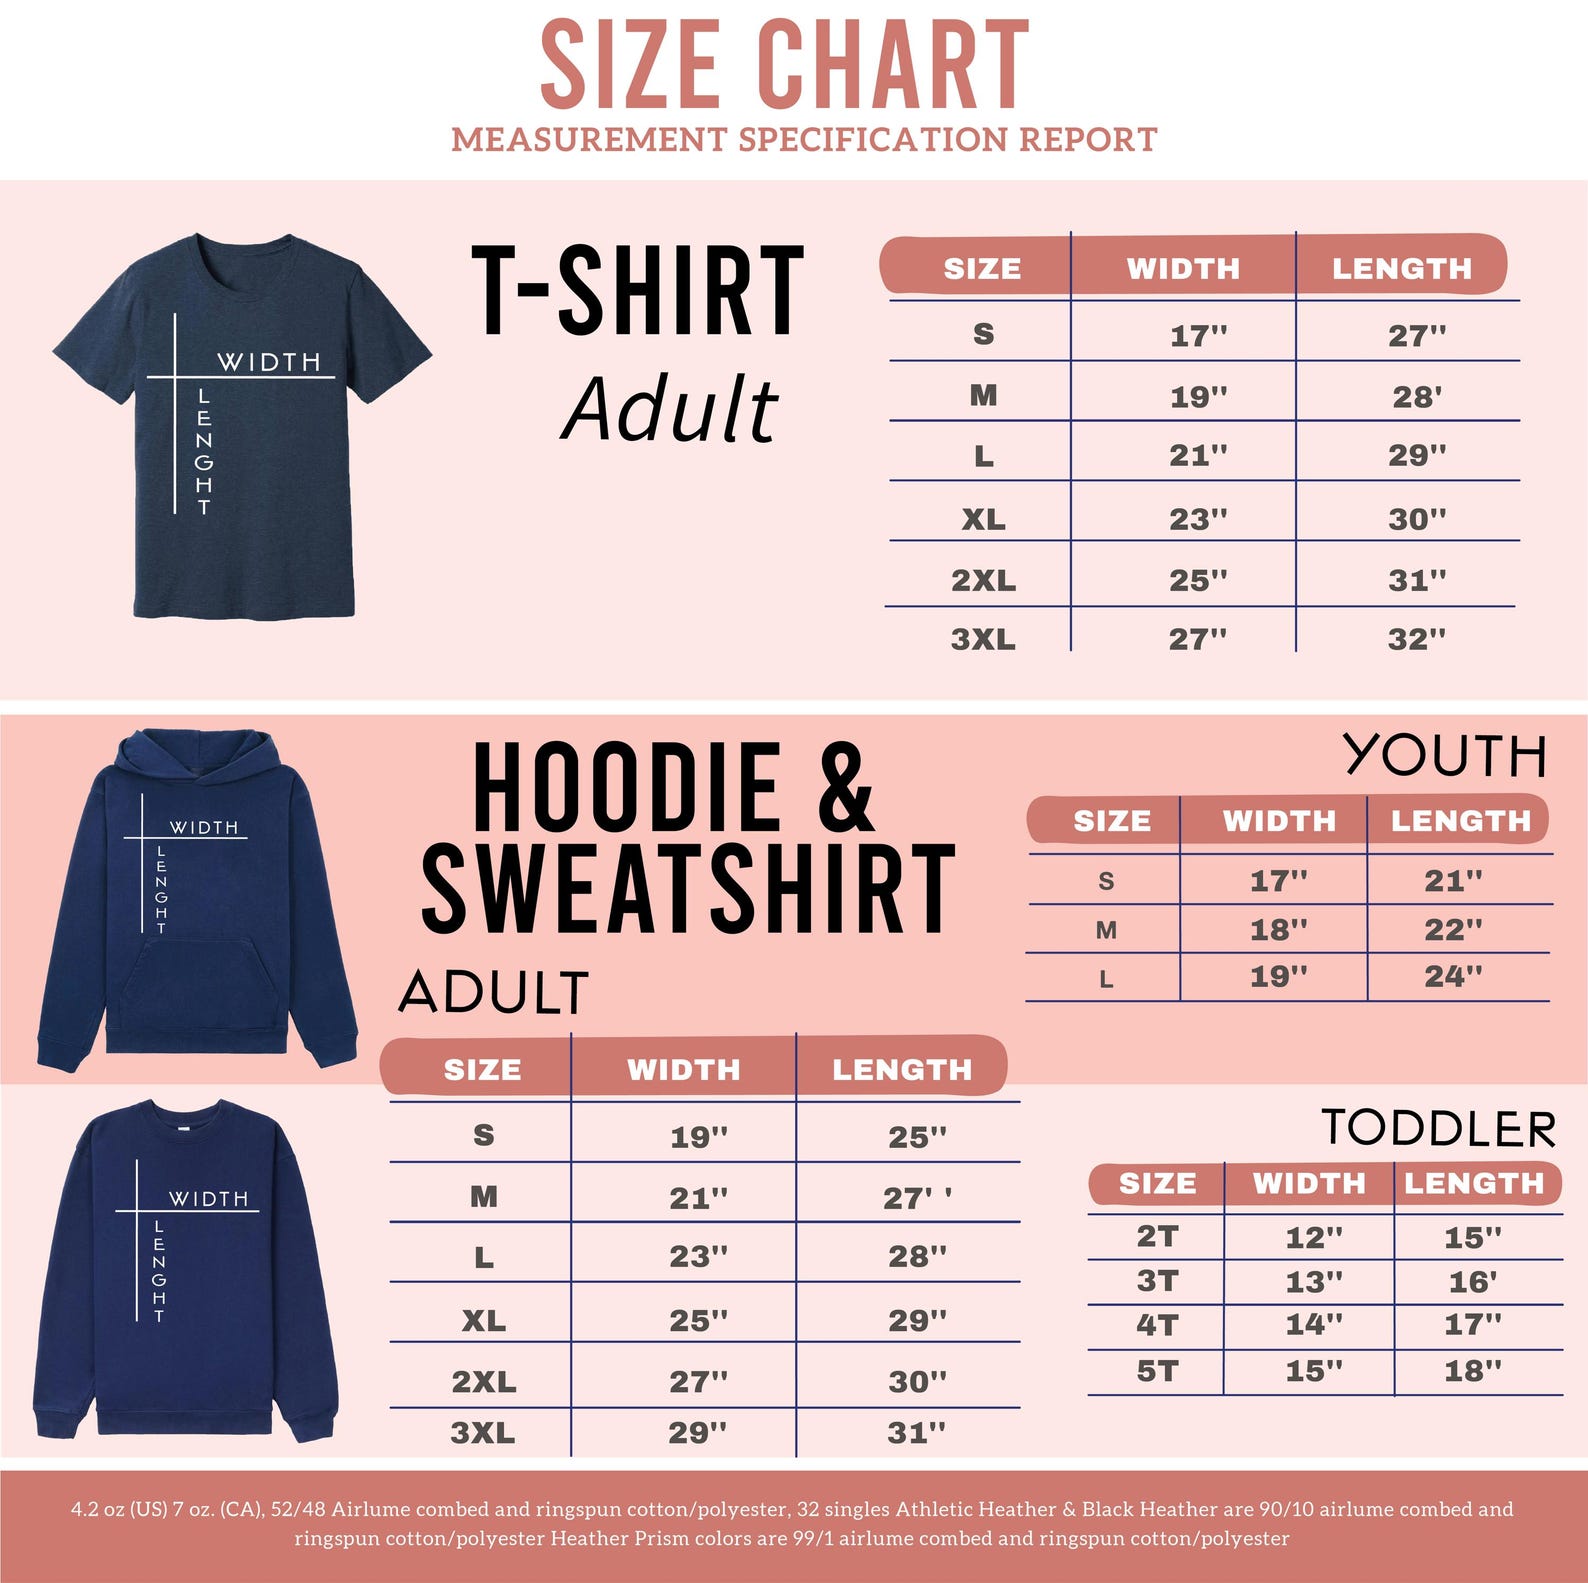 SIZE CHART
MEASUREMENT SPECIFICATION REPORT
WIDTH
L
E
N
G
H
T
T-SHIRT
Adult
SIZE WIDTH LENGTH
S 17'' 27''
M 19'' 28'
L 21'' 29''
XL 23'' 30''
2XL 25'' 31''
3XL 27'' 32''
WIDTH
L
E
N
G
H
T
HOODIE &
SWEATSHIRT
YOUTH
SIZE WIDTH LENGTH
S 17'' 21''
M 18'' 22''
L 19'' 24''
ADULT
SIZE WIDTH LENGTH
S 19'' 25''
M 21'' 27' '
L 23'' 28''
XL 25'' 29''
2XL 27'' 30''
3XL 29'' 31''
WIDTH
L
E
N
G
H
T
TODDLER
SIZE WIDTH LENGTH
2T 12'' 15''
3T 13'' 16'
4T 14'' 17''
5T 15'' 18''
4.2 oz (US) 7 oz. (CA), 52/48 Airlume combed and ringspun cotton/polyester, 32 singles Athletic Heather & Black Heather are 90/10 airlume combed and
ringspun cotton/polyester Heather Prism colors are 99/1 airlume combed and ringspun cotton/polyester